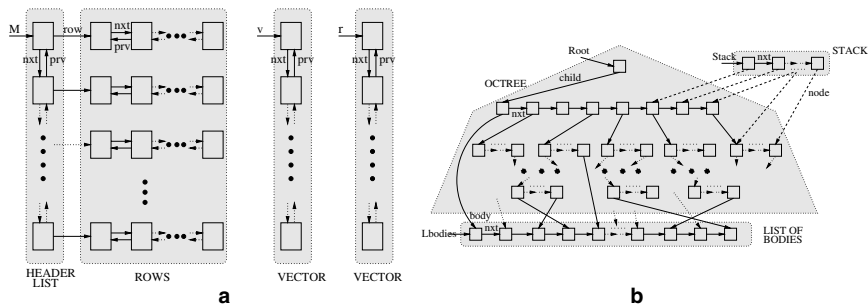 M
row
nxt
prv
nxt
prv
HEADER
LIST
ROWS
v
nxt
prv
VECTOR
r
nxt
prv
VECTOR
a
Root
child
OCTREE
nxt
Stack
nxt
STACK
node
body
Lbodies
nxt
LIST OF
BODIES
b